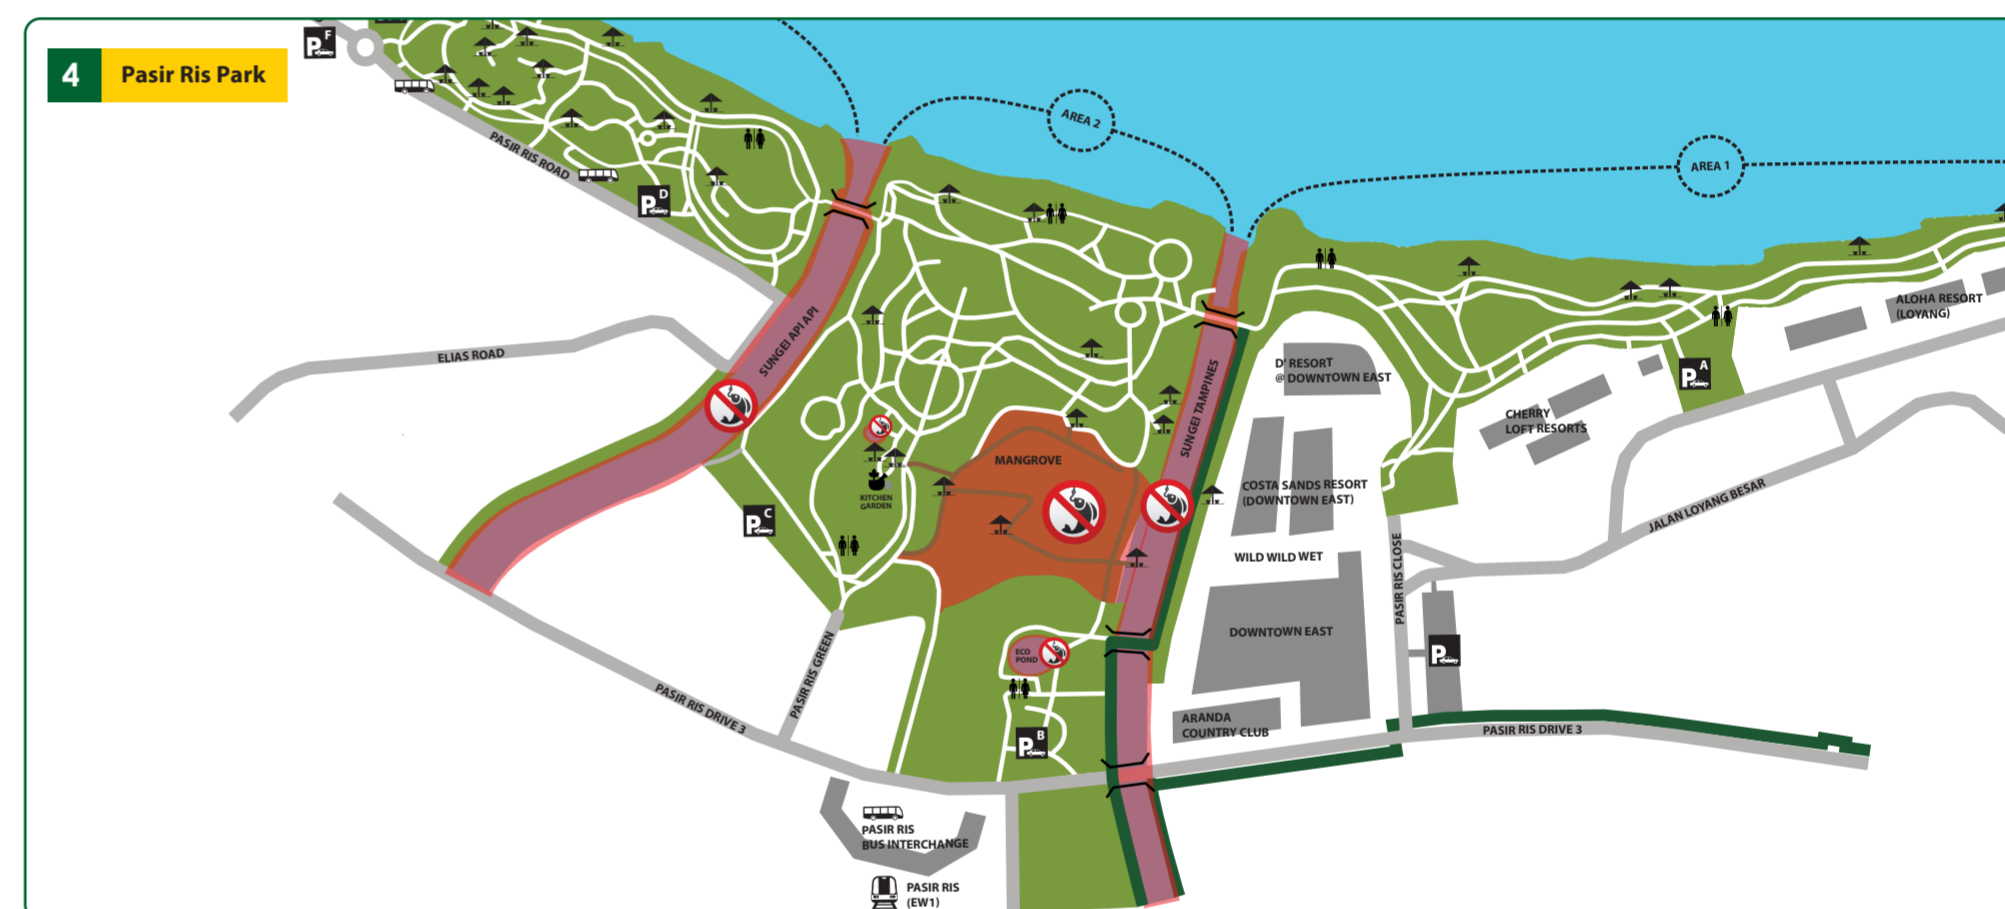 4 Pasir Ris Park
P F
PASIR RIS ROAD
P D
AREA 2
AREA 1
ELIAS ROAD
SUNGEI API API
SUNGEI TAMPINES
ALOHA RESORT
(LOYANG)
D' RESORT
@ DOWNTOWN EAST
P A
CHERRY
LOFT RESORTS
MANGROVE
KITCHEN
GARDEN
COSTA SANDS RESORT
(DOWNTOWN EAST)
P C
JALAN LOYANG BESAR
WILD WILD WET
PASIR RIS CLOSE
DOWNTOWN EAST
ECO
POND
P
PASIR RIS GREEN
PASIR RIS DRIVE 3
P B
ARANDA
COUNTRY CLUB
PASIR RIS DRIVE 3
PASIR RIS
BUS INTERCHANGE
PASIR RIS
(EW1)